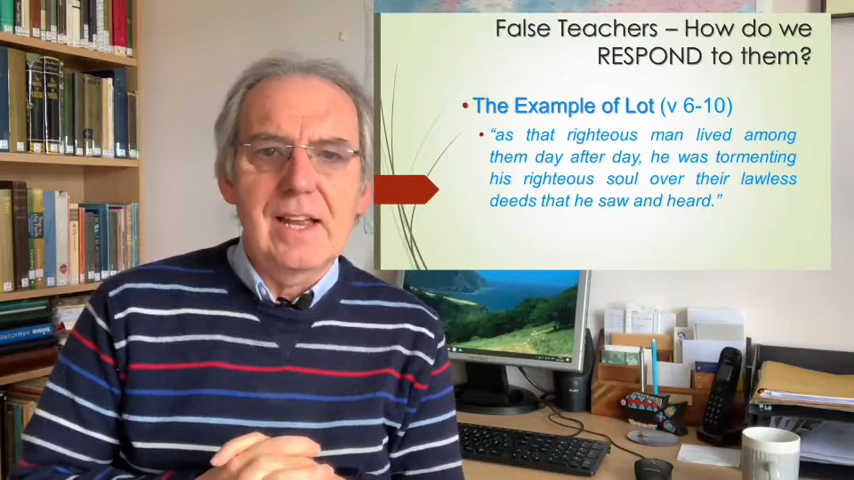 False Teachers – How do we
RESPOND to them?
• The Example of Lot (v 6-10)
• “as that righteous man lived among
them day after day, he was tormenting
his righteous soul over their lawless
deeds that he saw and heard.”